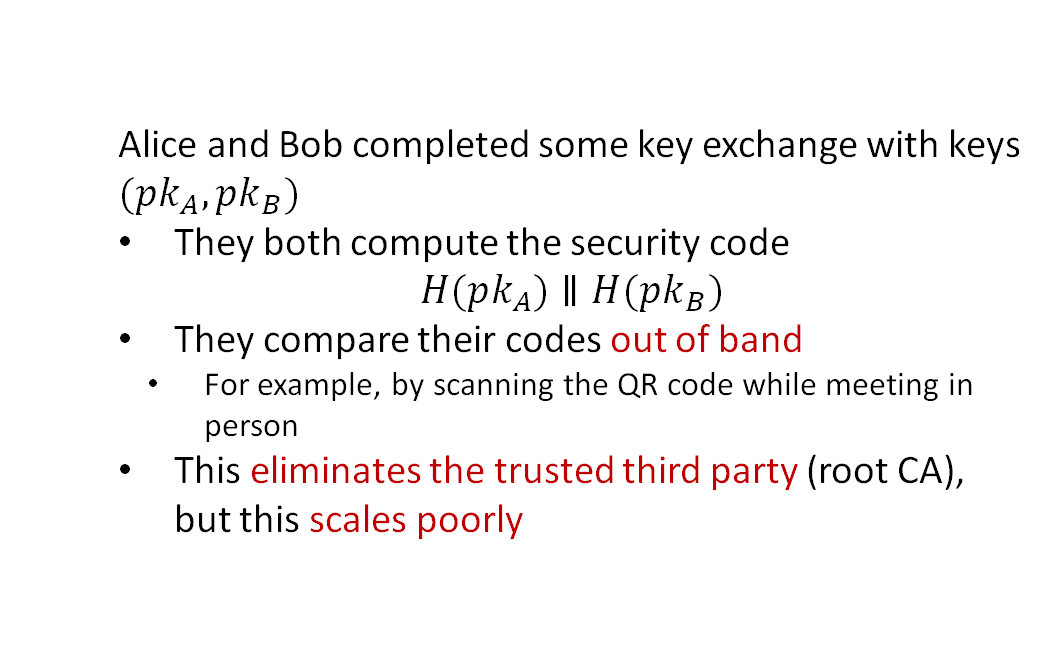 Alice and Bob completed some key exchange with keys
(pk_A, pk_B)
• They both compute the security code
H(pk_A) ∥ H(pk_B)
• They compare their codes out of band
• For example, by scanning the QR code while meeting in
person
• This eliminates the trusted third party (root CA),
but this scales poorly